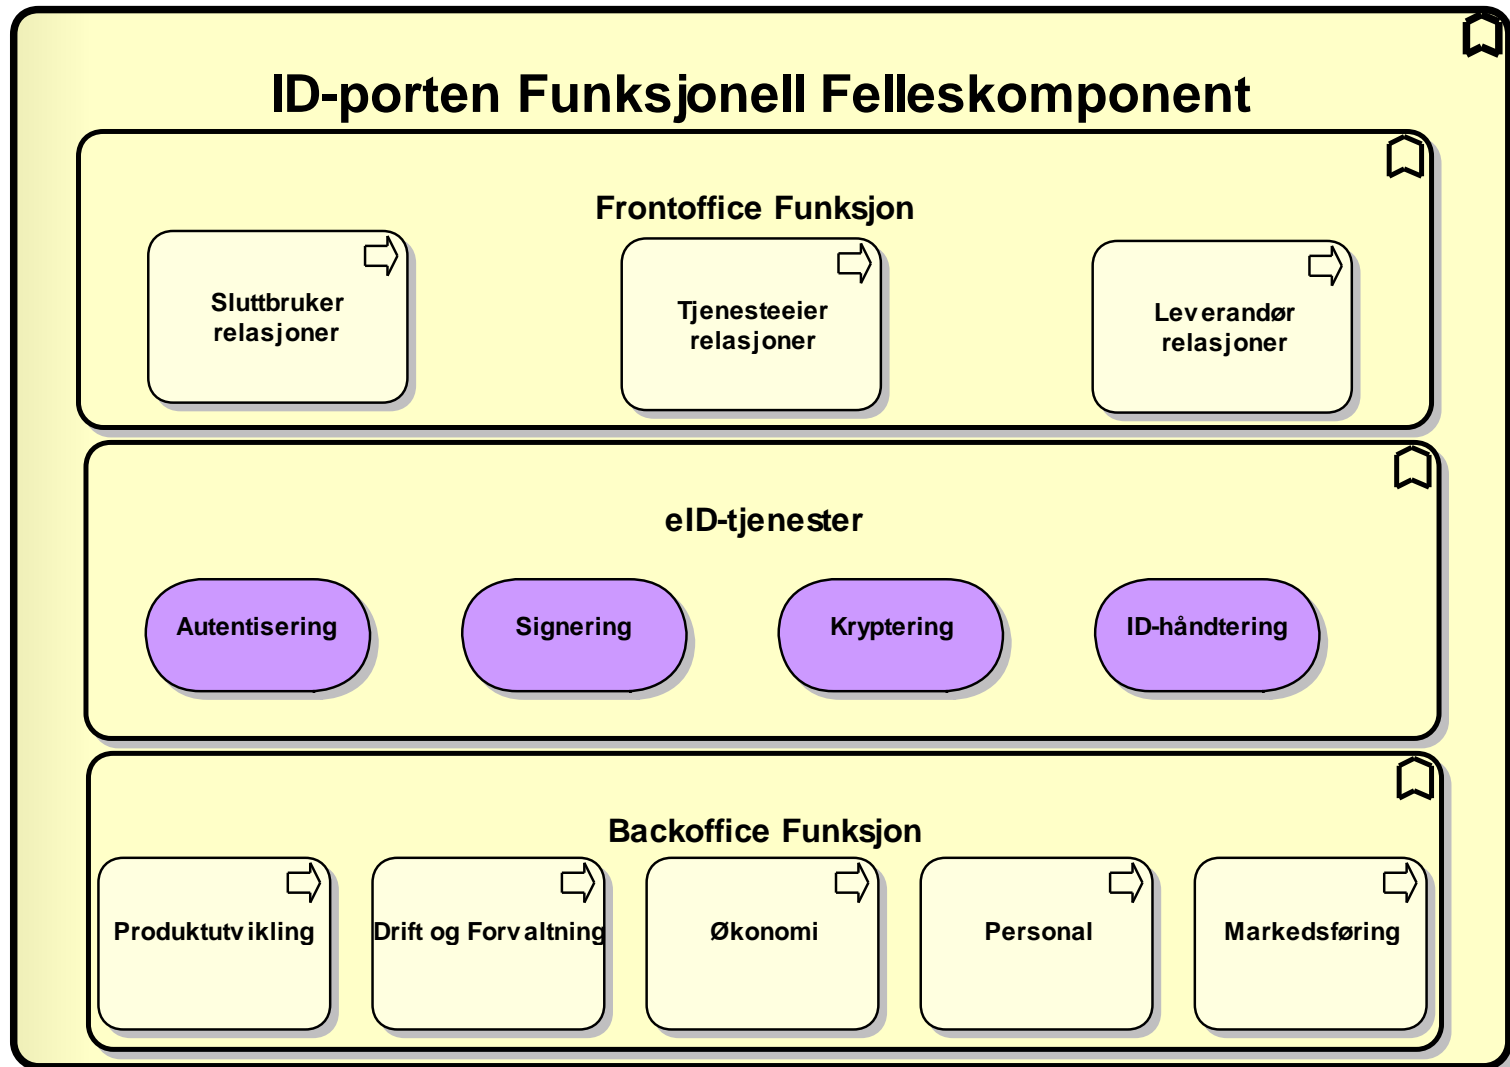 ID-porten Funksjonell Felleskomponent
Frontoffice Funksjon
Sluttbruker
relasjoner
Tjenesteeier
relasjoner
Leverandør
relasjoner
eID-tjenester
Autentisering
Signering
Kryptering
ID-håndtering
Backoffice Funksjon
Produktutvikling
Drift og Forvaltning
Økonomi
Personal
Markedsføring